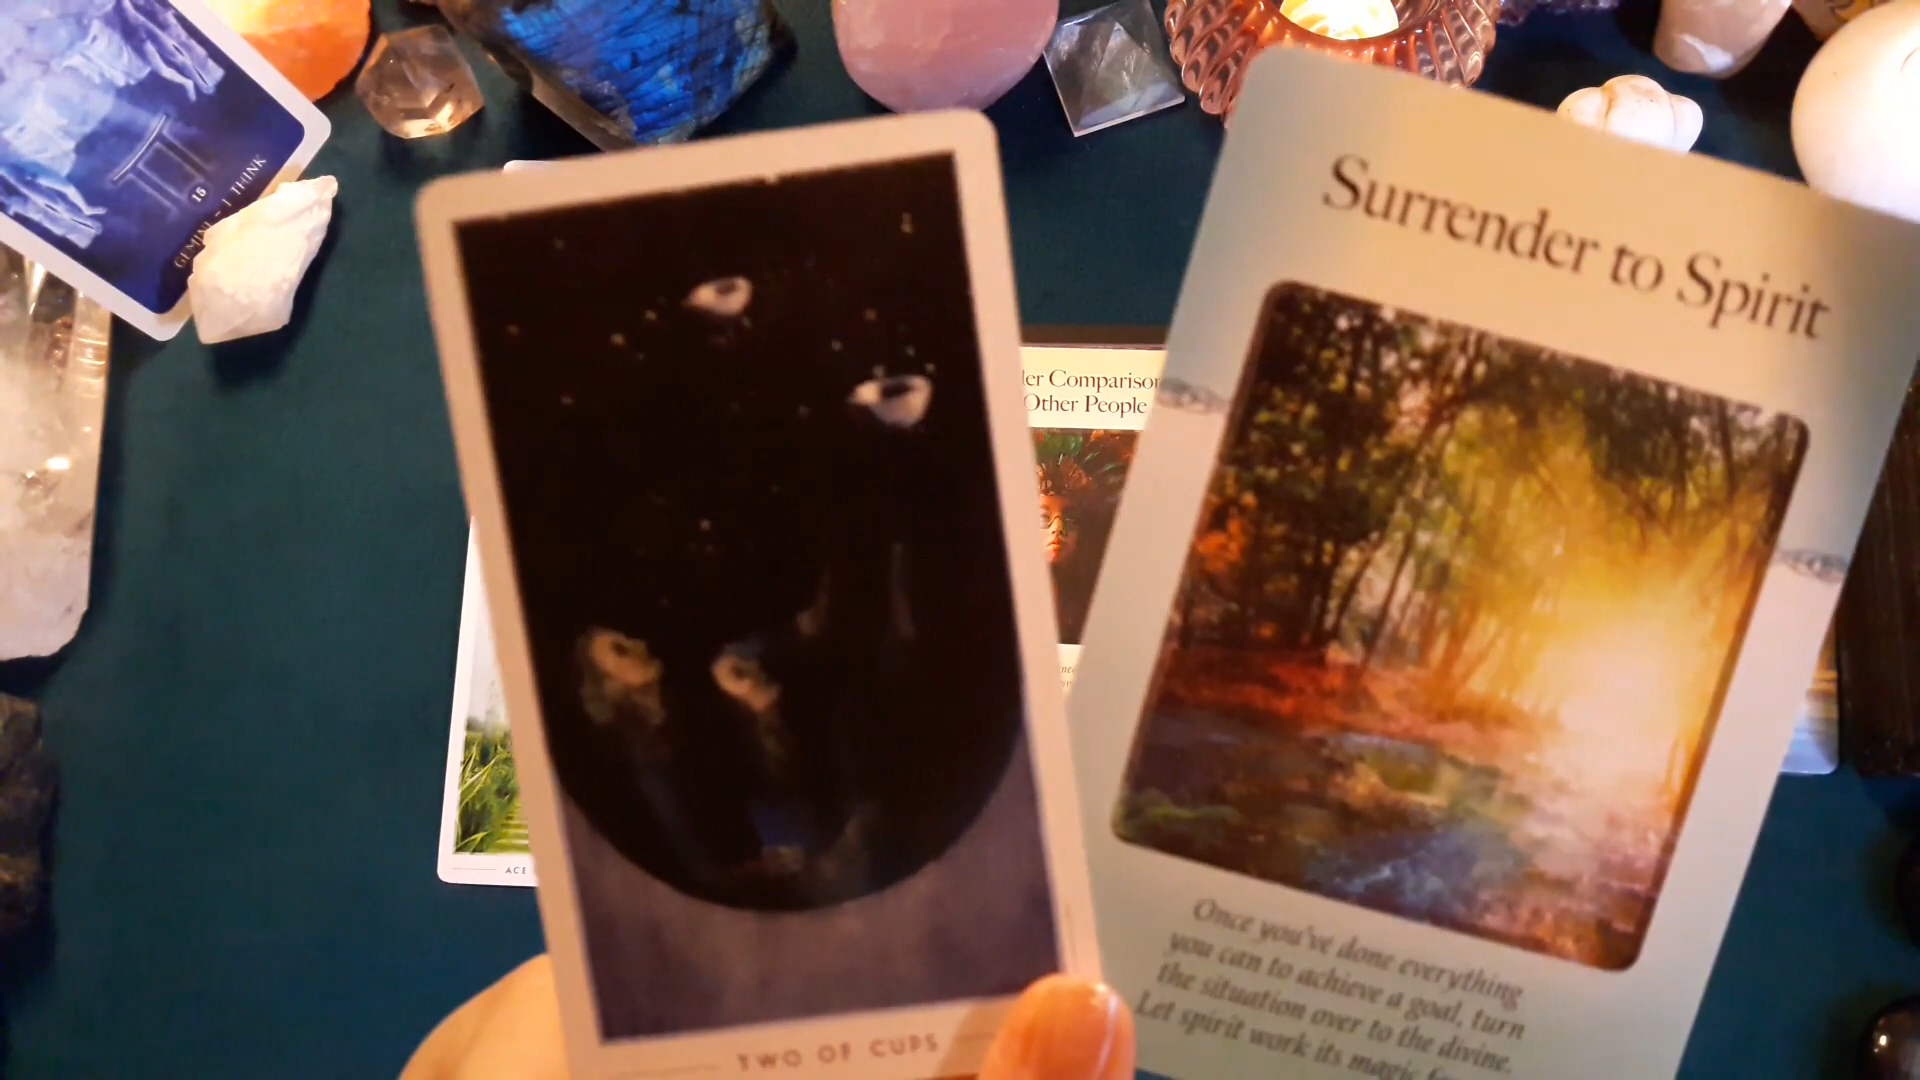 15
GEMINI – I THINK
Surrender to Spirit
Comparison
Other People
Once you've done everything
you can to achieve a goal, turn
the situation over to the divine.
Let spirit work its magic
ACE
TWO OF CUPS